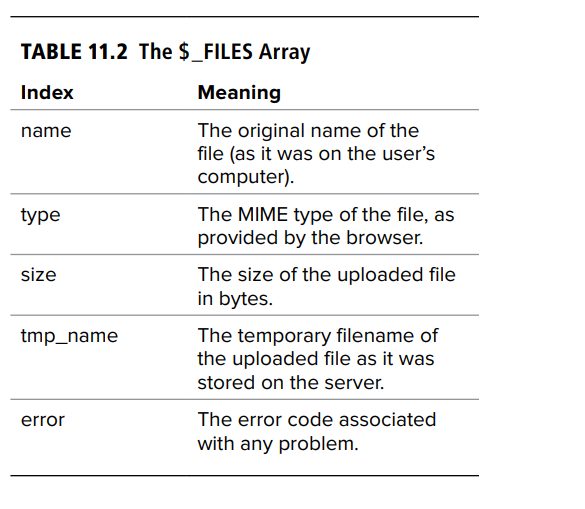 TABLE 11.2 The $_FILES Array
Index Meaning
name The original name of the
file (as it was on the user’s
computer).
type The MIME type of the file, as
provided by the browser.
size The size of the uploaded file
in bytes.
tmp_name The temporary filename of
the uploaded file as it was
stored on the server.
error The error code associated
with any problem.